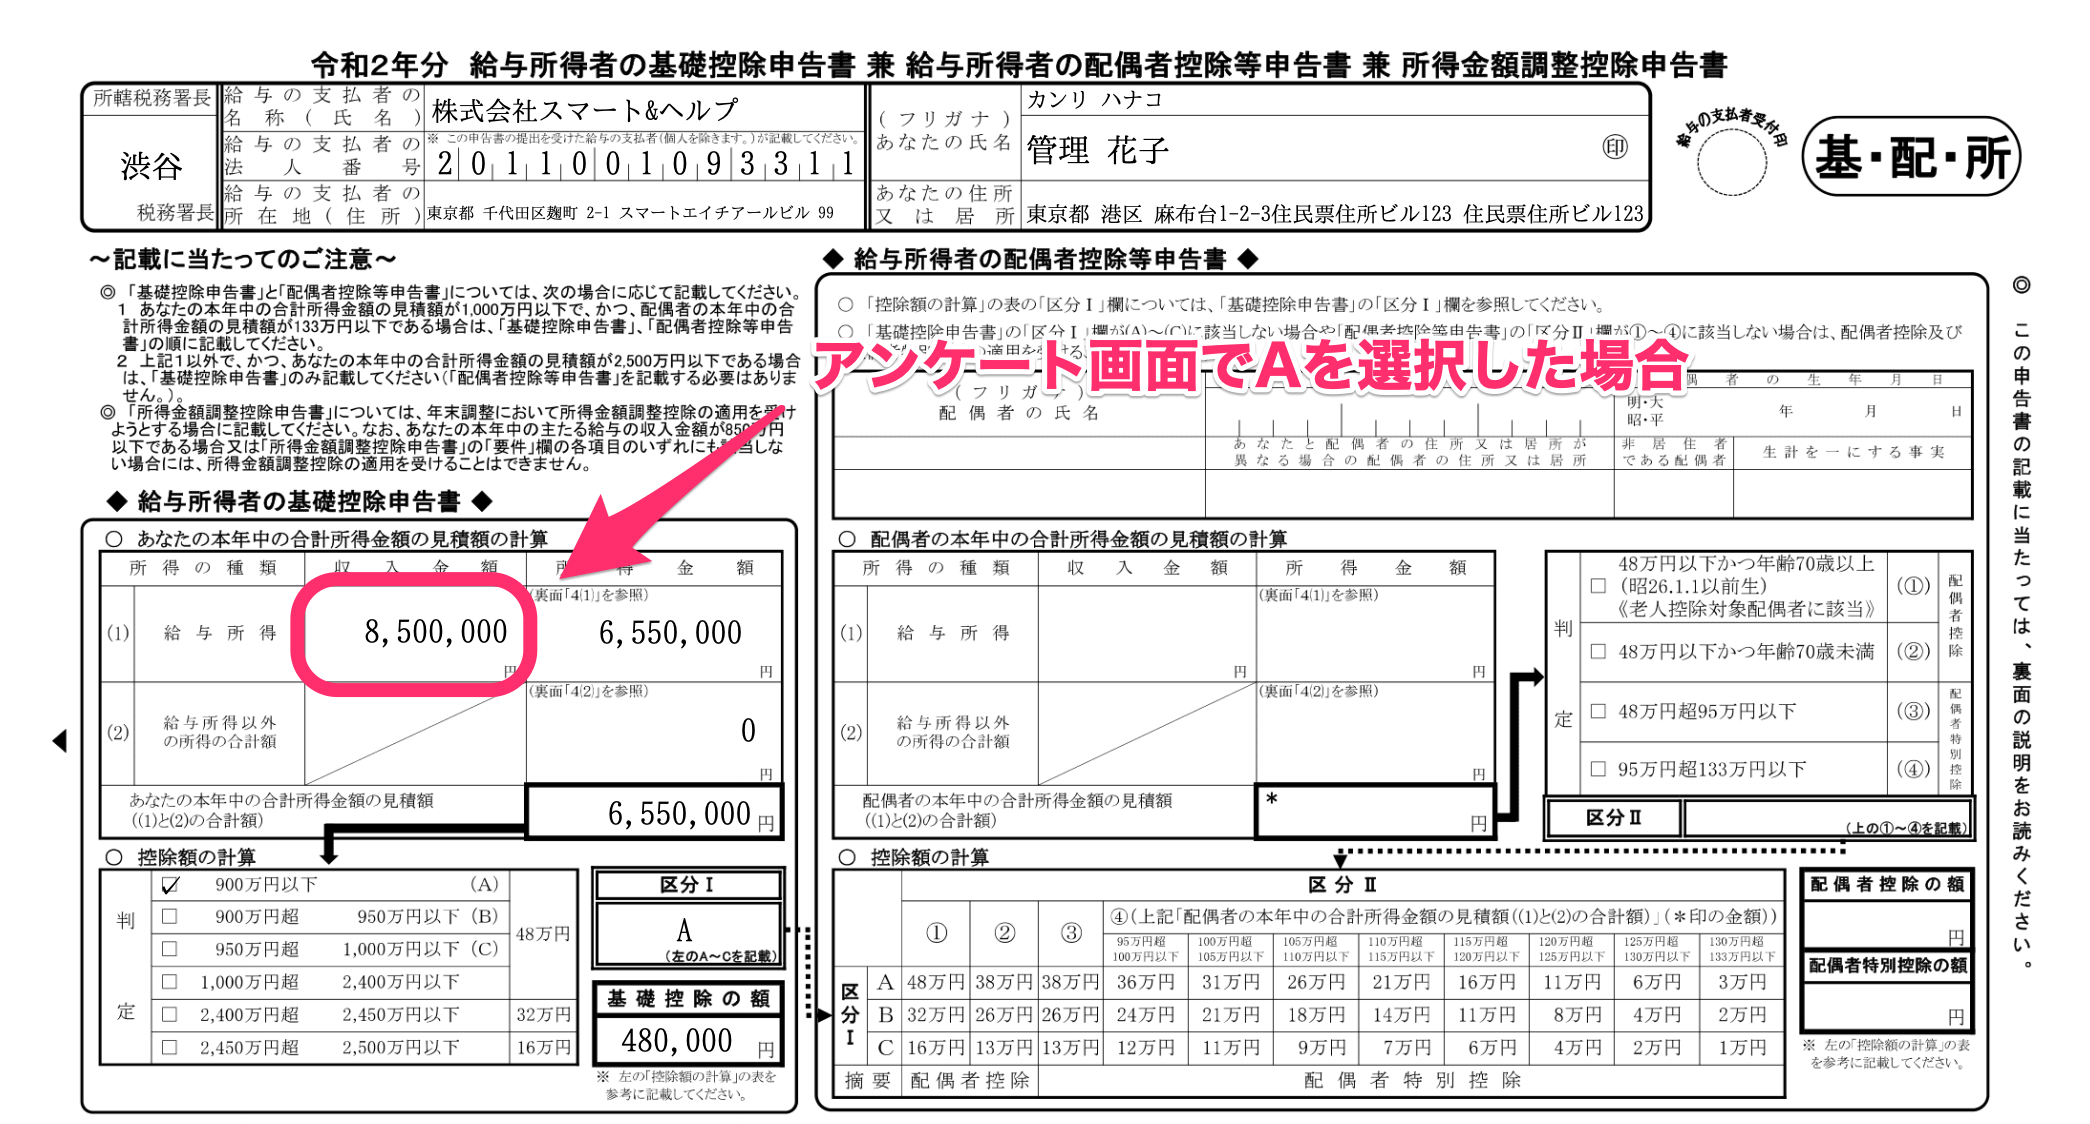 令和2年分 給与所得者の基礎控除申告書 兼 給与所得者の配偶者控除等申告書 兼 所得金額調整控除申告書
所轄税務署長
渋谷
税務署長
給与の支払者の名称(氏名)
株式会社スマート&ヘルプ
給与の支払者の法人番号
※ この申告書の提出を受けた給与の支払者(個人を除きます。)が記載してください。
2 0 1 1 0 0 1 0 9 3 3 1 1
給与の支払者の所在地(住所)
東京都 千代田区麹町 2-1 スマートエイチアールビル 99
(フリガナ)
あなたの氏名
カンリ ハナコ
管理 花子
印
あなたの住所又は居所
東京都 港区 麻布台1-2-3住民票住所ビル123 住民票住所ビル123
給与の支払者受付印
基・配・所
~記載に当たってのご注意~
◎ 「基礎控除申告書」と「配偶者控除等申告書」については、次の場合に応じて記載してください。
1 あなたの本年中の合計所得金額の見積額が1,000万円以下で、かつ、配偶者の本年中の合
計所得金額の見積額が133万円以下である場合は、「基礎控除申告書」、「配偶者控除等申告
書」の順に記載してください。
2 上記1以外で、かつ、あなたの本年中の合計所得金額の見積額が2,500万円以下である場合
は、「基礎控除申告書」のみ記載してください(「配偶者控除等申告書」を記載する必要はありま
せん。)。
◎ 「所得金額調整控除申告書」については、年末調整において所得金額調整控除の適用を受け
ようとする場合に記載してください。なお、あなたの本年中の主たる給与の収入金額が850万円
以下である場合又は「所得金額調整控除申告書」の「要件」欄の各項目のいずれにも該当しな
い場合には、所得金額調整控除の適用を受けることはできません。
◆ 給与所得者の基礎控除申告書 ◆
○ あなたの本年中の合計所得金額の見積額の計算
所得の種類 収入金額 所得金額
(1) 給与所得 8,500,000 円 (裏面「4(1)」を参照) 6,550,000 円
(2) 給与所得以外の所得の合計額 (裏面「4(2)」を参照) 0 円
あなたの本年中の合計所得金額の見積額
((1)と(2)の合計額)
6,550,000 円
○ 控除額の計算
判定
900万円以下 (A)
□ 900万円超 950万円以下 (B)
□ 950万円超 1,000万円以下 (C)
□ 1,000万円超 2,400万円以下
48万円
□ 2,400万円超 2,450万円以下 32万円
□ 2,450万円超 2,500万円以下 16万円
区分Ⅰ
A
(左のA~Cを記載)
基礎控除の額
480,000 円
※ 左の「控除額の計算」の表を
参考に記載してください。
◆ 給与所得者の配偶者控除等申告書 ◆
○ 「控除額の計算」の表の「区分Ⅰ」欄については、「基礎控除申告書」の「区分Ⅰ」欄を参照してください。
○ 「基礎控除申告書」の「区分Ⅰ」欄が(A)~(C)に該当しない場合や「配偶者控除等申告書」の「区分Ⅱ」欄が①~④に該当しない場合は、配偶者控除及び
アンケート画面でAを選択した場合
(フリガナ)
配偶者の氏名
者の生年月日
明・大
昭・平
年 月 日
あなたと配偶者の住所又は居所が
異なる場合の配偶者の住所又は居所
非居住者
である配偶者
生計を一にする事実
○ 配偶者の本年中の合計所得金額の見積額の計算
所得の種類 収入金額 所得金額
(1) 給与所得 円 (裏面「4(1)」を参照) 円
(2) 給与所得以外の所得の合計額 (裏面「4(2)」を参照) 円
配偶者の本年中の合計所得金額の見積額
((1)と(2)の合計額)
* 円
判定
□ 48万円以下かつ年齢70歳以上
(昭26.1.1以前生)
《老人控除対象配偶者に該当》 (①)
□ 48万円以下かつ年齢70歳未満 (②)
配偶者控除
□ 48万円超95万円以下 (③)
□ 95万円超133万円以下 (④)
配偶者特別控除
区分Ⅱ
(上の①~④を記載)
○ 控除額の計算
区分Ⅱ
① ② ③ ④(上記「配偶者の本年中の合計所得金額の見積額((1)と(2)の合計額)」(*印の金額))
95万円超100万円以下 100万円超105万円以下 105万円超110万円以下 110万円超115万円以下 115万円超120万円以下 120万円超125万円以下 125万円超130万円以下 130万円超133万円以下
区分Ⅰ
A 48万円 38万円 38万円 36万円 31万円 26万円 21万円 16万円 11万円 6万円 3万円
B 32万円 26万円 26万円 24万円 21万円 18万円 14万円 11万円 8万円 4万円 2万円
C 16万円 13万円 13万円 12万円 11万円 9万円 7万円 6万円 4万円 2万円 1万円
摘要 配偶者控除 配偶者特別控除
配偶者控除の額
円
配偶者特別控除の額
円
※ 左の「控除額の計算」の表
を参考に記載してください。
◎ この申告書の記載に当たっては、裏面の説明をお読みください。